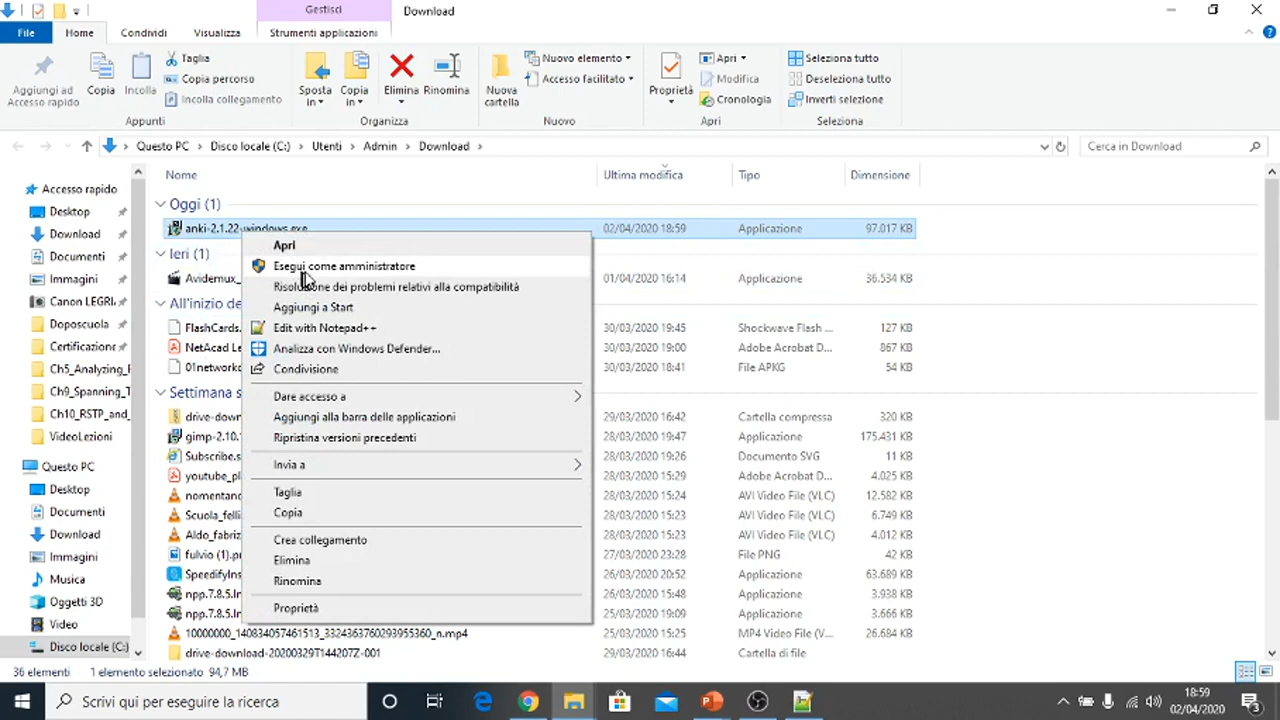 Gestisci
Download
File
Home
Condividi
Visualizza
Strumenti applicazioni
Aggiungi ad
Accesso rapido
Copia
Incolla
Taglia
Copia percorso
Incolla collegamento
Appunti
Sposta
in
Copia
in
Elimina
Rinomina
Organizza
Nuova
cartella
Nuovo elemento
Accesso facilitato
Nuovo
Proprietà
Apri
Modifica
Cronologia
Apri
Seleziona tutto
Deseleziona tutto
Inverti selezione
Seleziona
Questo PC > Disco locale (C:) > Utenti > Admin > Download >
Cerca in Download
Accesso rapido
Desktop
Download
Documenti
Immagini
Canon LEGRI
Doposcuola
Certificazione
Ch5_Analyzing_F
Ch9_Spanning_T
Ch10_RSTP_and_
VideoLezioni
Questo PC
Desktop
Documenti
Download
Immagini
Musica
Oggetti 3D
Video
Disco locale (C:)
Nome
Ultima modifica
Tipo
Dimensione
Oggi (1)
anki-2.1.22-windows.exe 02/04/2020 18:59 Applicazione 97.017 KB
Ieri (1)
Avidemux_ 01/04/2020 16:14 Applicazione 36.534 KB
All'inizio de
FlashCards. 30/03/2020 19:45 Shockwave Flash ... 127 KB
NetAcad Le 30/03/2020 19:00 Adobe Acrobat D... 867 KB
01networko 30/03/2020 18:41 File APKG 54 KB
Settimana s
drive-down 29/03/2020 16:42 Cartella compressa 320 KB
gimp-2.10. 28/03/2020 19:47 Applicazione 175.431 KB
Subscribe.s 28/03/2020 19:26 Documento SVG 11 KB
youtube_pl 28/03/2020 15:29 Adobe Acrobat D... 4.025 KB
nomentano 28/03/2020 15:24 AVI Video File (VLC) 12.582 KB
Scuola_felli 28/03/2020 15:23 AVI Video File (VLC) 6.749 KB
Aldo_fabriz 28/03/2020 15:23 AVI Video File (VLC) 4.012 KB
fulvio (1).pr 27/03/2020 23:28 File PNG 42 KB
SpeedifyIns 26/03/2020 20:52 Applicazione 63.689 KB
npp.7.8.5.In 26/03/2020 15:48 Applicazione 3.938 KB
npp.7.8.5.In 25/03/2020 19:09 Applicazione 3.666 KB
10000000_140834057461513_3324363760293955360_n.mp4 25/03/2020 15:25 MP4 Video File (V... 26.684 KB
drive-download-20200329T144207Z-001 29/03/2020 16:44 Cartella di file
Apri
Esegui come amministratore
Risoluzione dei problemi relativi alla compatibilità
Aggiungi a Start
Edit with Notepad++
Analizza con Windows Defender...
Condivisione
Dare accesso a
Aggiungi alla barra delle applicazioni
Ripristina versioni precedenti
Invia a
Taglia
Copia
Crea collegamento
Elimina
Rinomina
Proprietà
36 elementi
1 elemento selezionato 94,7 MB
Scrivi qui per eseguire la ricerca
18:59
02/04/2020
3